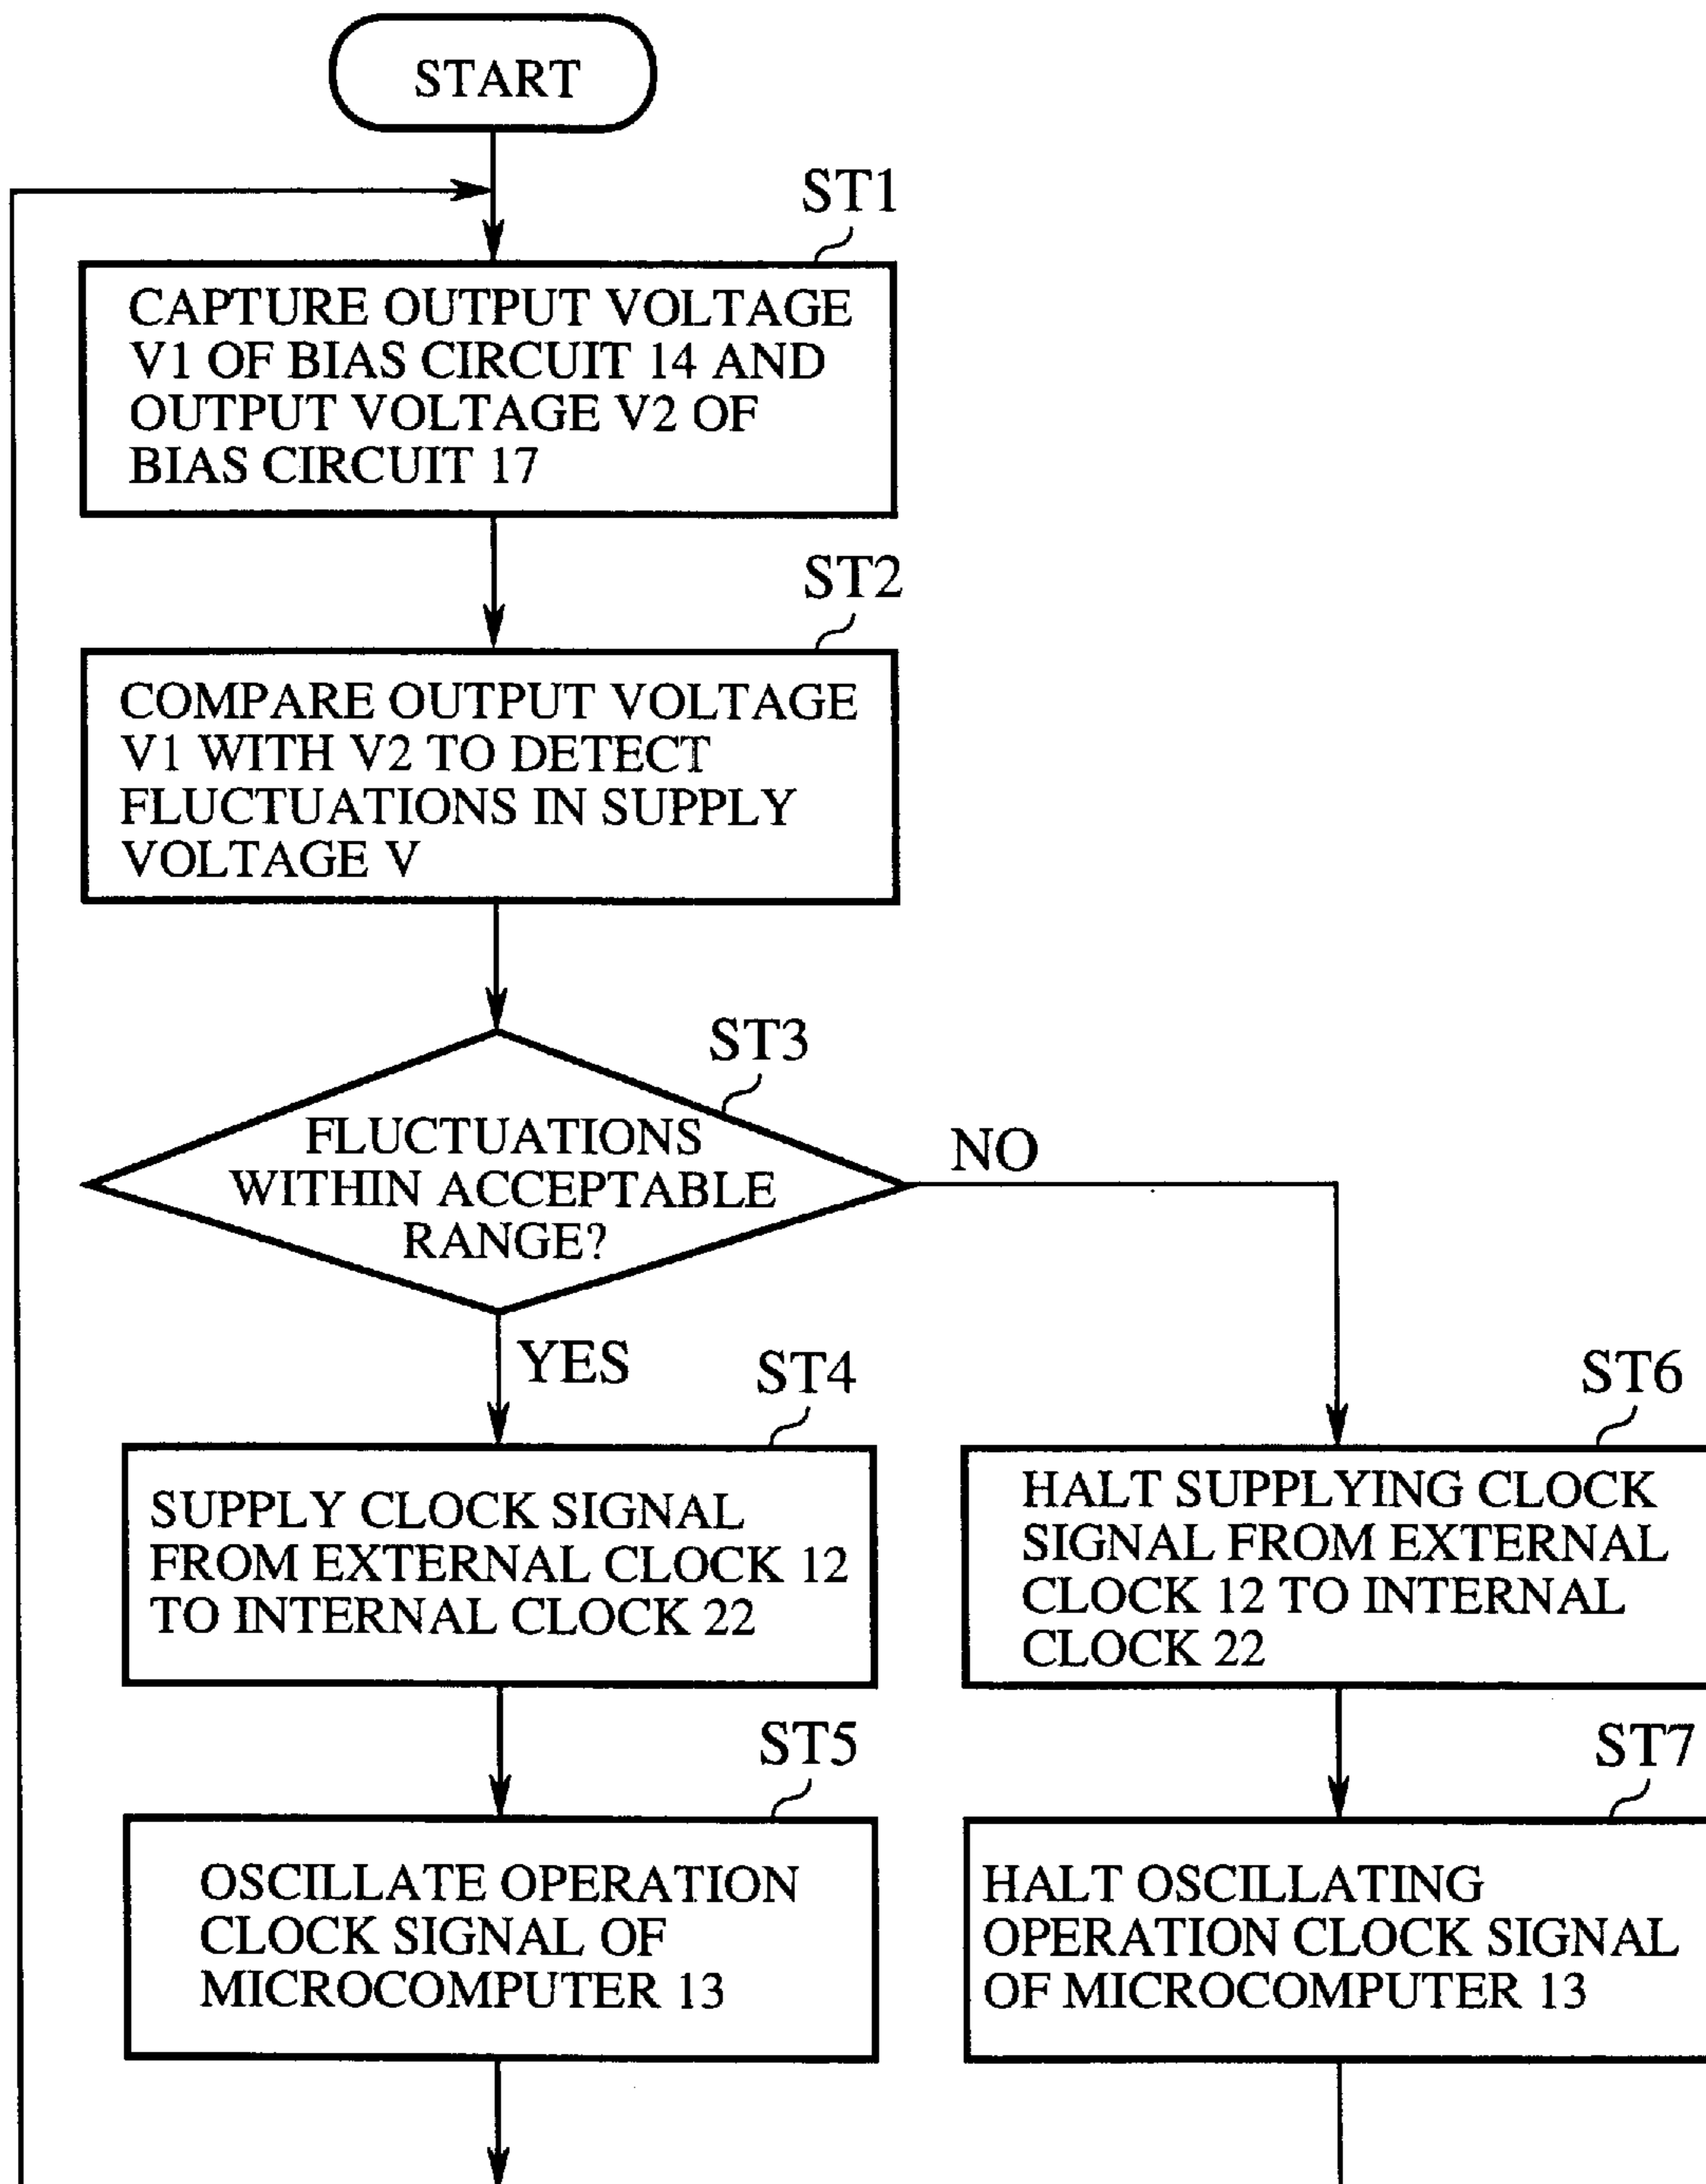 START
ST1
CAPTURE OUTPUT VOLTAGE
V1 OF BIAS CIRCUIT 14 AND
OUTPUT VOLTAGE V2 OF
BIAS CIRCUIT 17
ST2
COMPARE OUTPUT VOLTAGE
V1 WITH V2 TO DETECT
FLUCTUATIONS IN SUPPLY
VOLTAGE V
ST3
FLUCTUATIONS
WITHIN ACCEPTABLE
RANGE?
NO
YES
ST4
SUPPLY CLOCK SIGNAL
FROM EXTERNAL CLOCK 12
TO INTERNAL CLOCK 22
ST6
HALT SUPPLYING CLOCK
SIGNAL FROM EXTERNAL
CLOCK 12 TO INTERNAL
CLOCK 22
ST5
OSCILLATE OPERATION
CLOCK SIGNAL OF
MICROCOMPUTER 13
ST7
HALT OSCILLATING
OPERATION CLOCK SIGNAL
OF MICROCOMPUTER 13